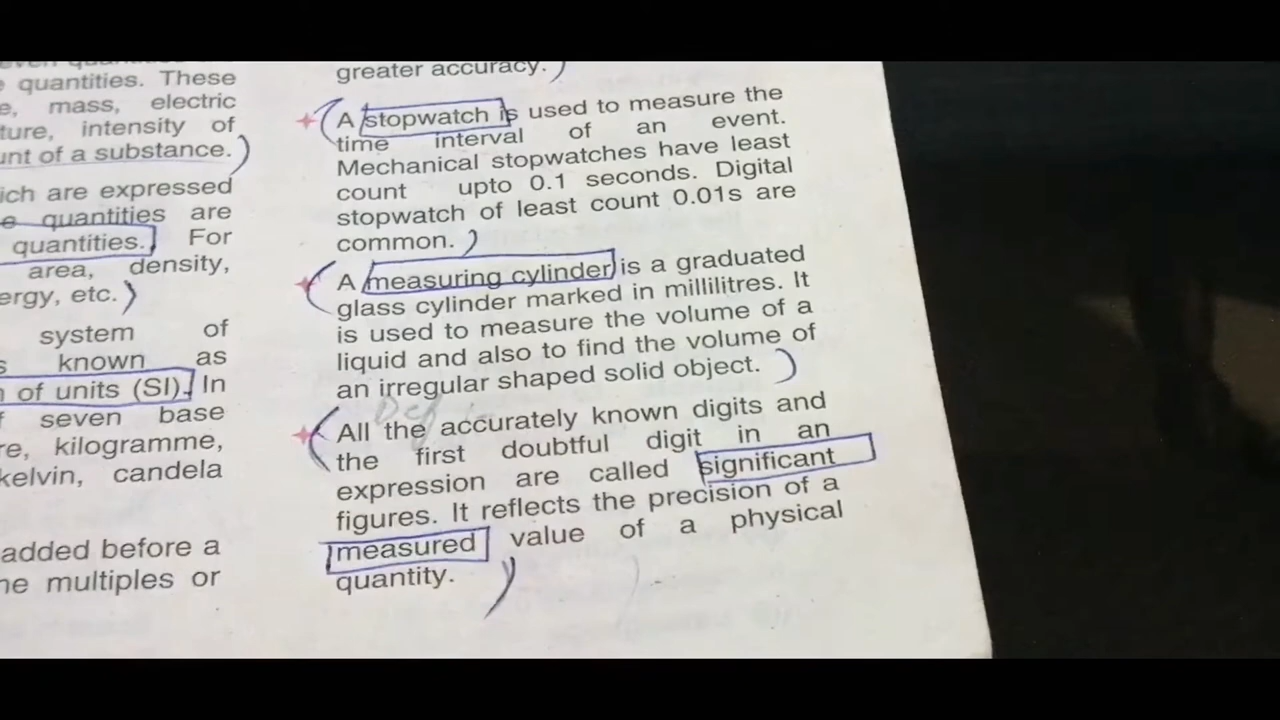 quantities. These
mass, electric
intensity of
of a substance.
are expressed
quantities are
quantities. For
area, density,
etc.
system of
known as
of units (SI). In
seven base
kilogramme,
kelvin, candela
added before a
multiples or
greater accuracy.
A stopwatch is used to measure the
time interval of an event.
Mechanical stopwatches have least
count upto 0.1 seconds. Digital
stopwatch of least count 0.01s are
common.
A measuring cylinder is a graduated
glass cylinder marked in millilitres. It
is used to measure the volume of a
liquid and also to find the volume of
an irregular shaped solid object.
All the accurately known digits and
the first doubtful digit in an
expression are called significant
figures. It reflects the precision of a
measured value of a physical
quantity.